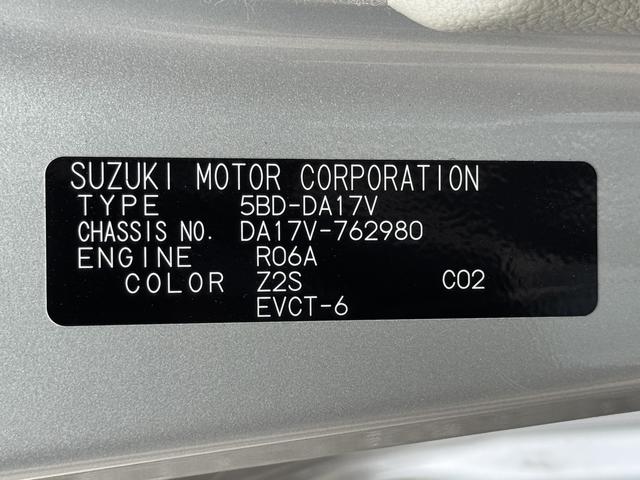 SUZUKI MOTOR CORPORATION
TYPE 5BD-DA17V
CHASSIS NO. DA17V-762980
ENGINE R06A
COLOR Z2S C02
EVCT-6